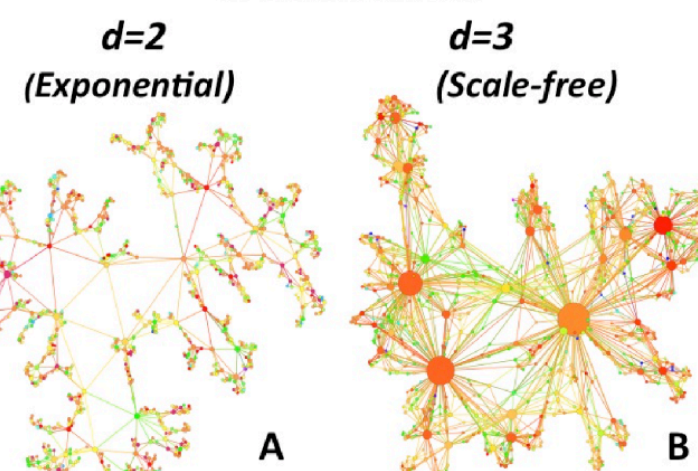 d=2
(Exponential)
d=3
(Scale-free)
A
B